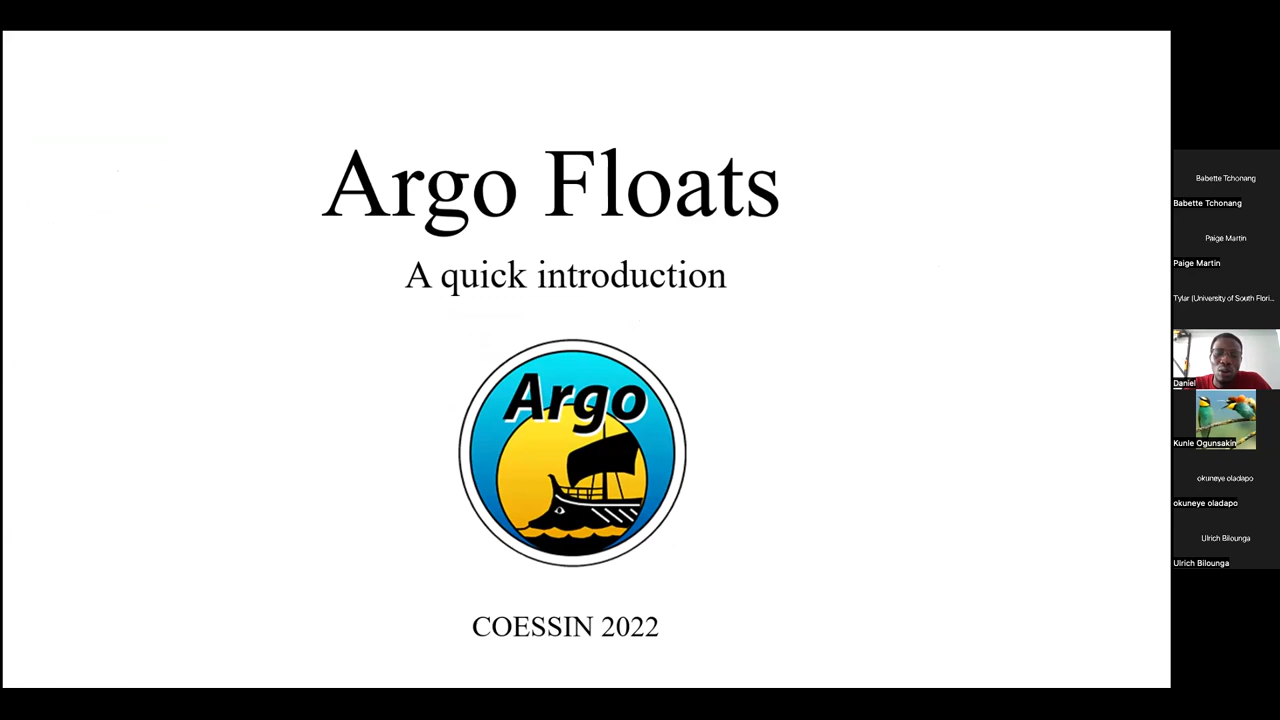 Argo Floats
A quick introduction
Argo
COESSIN 2022
Babette Tchonang
Babette Tchonang
Paige Martin
Paige Martin
Tylar (University of South Flori...
Daniel
Kunle Ogunsakin
okuneye oladapo
okuneye oladapo
Ulrich Bilounga
Ulrich Bilounga